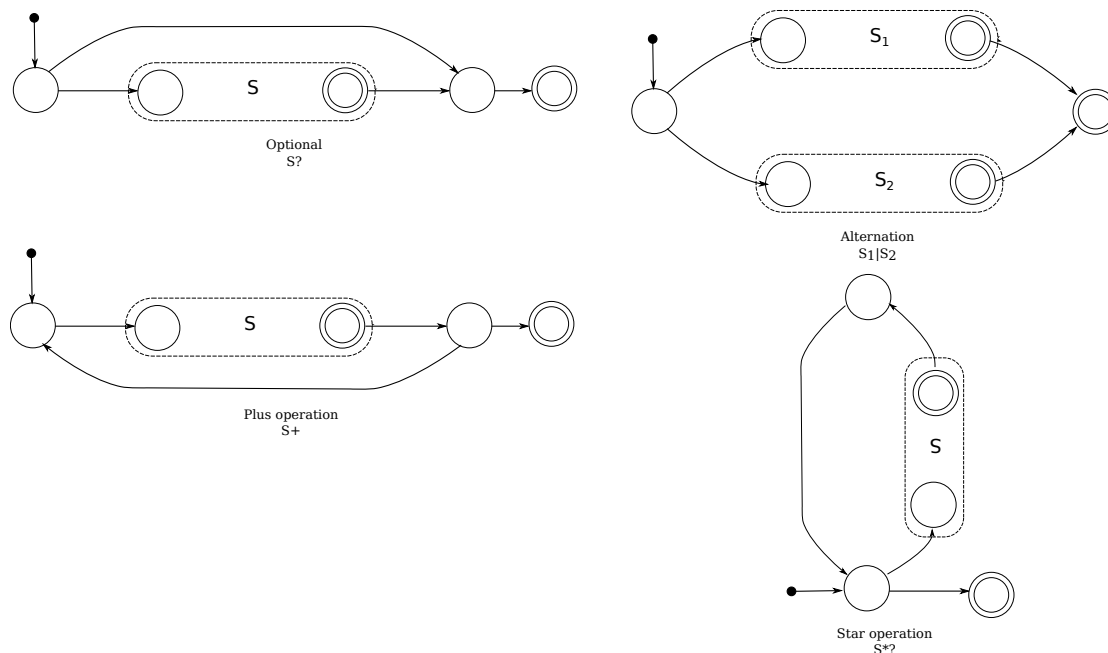 S
Optional
S?
S₁
S₂
Alternation
S₁|S₂
S
Plus operation
S+
S
Star operation
S*?